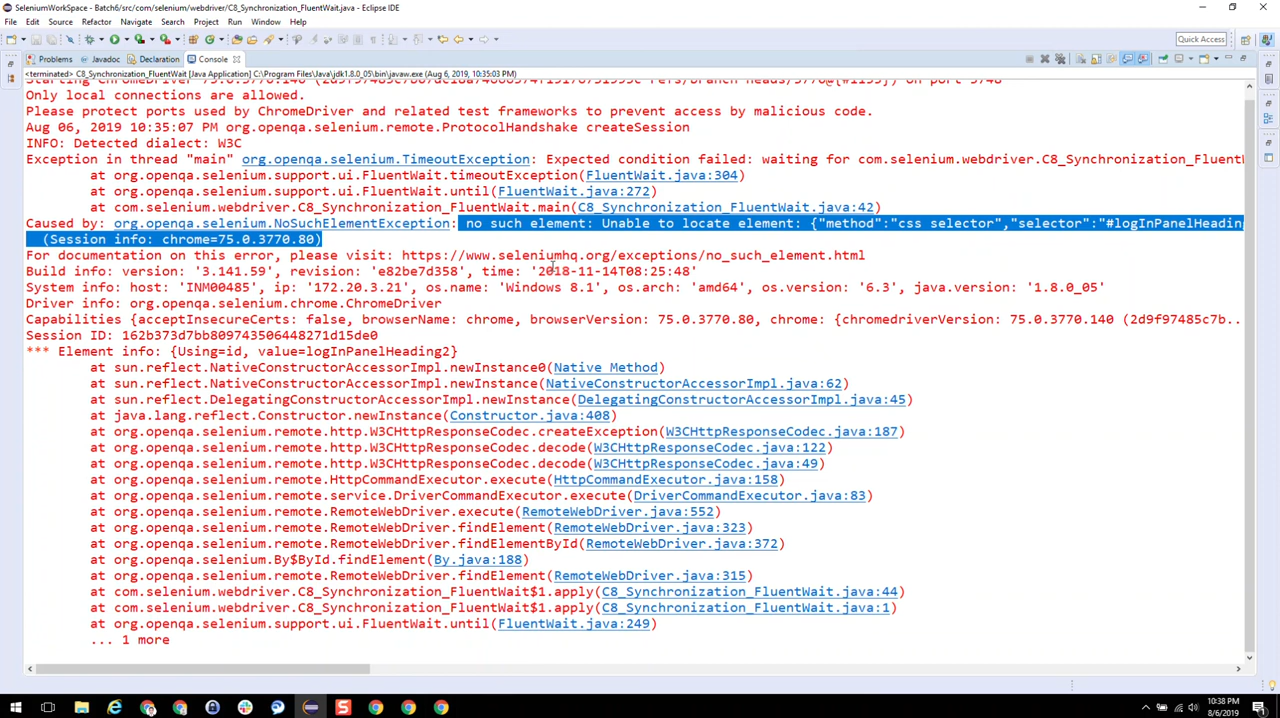 SeleniumWorkSpace - Batch6/src/com/selenium/webdriver/C8_Synchronization_FluentWait.java - Eclipse IDE
File Edit Source Refactor Navigate Search Project Run Window Help
Quick Access
Problems Javadoc Declaration Console
<terminated> C8_Synchronization_FluentWait [Java Application] C:\Program Files\Java\jdk1.8.0_05\bin\javaw.exe (Aug 6, 2019, 10:35:03 PM)
Only local connections are allowed.
Please protect ports used by ChromeDriver and related test frameworks to prevent access by malicious code.
Aug 06, 2019 10:35:07 PM org.openqa.selenium.remote.ProtocolHandshake createSession
INFO: Detected dialect: W3C
Exception in thread "main" org.openqa.selenium.TimeoutException: Expected condition failed: waiting for com.selenium.webdriver.C8_Synchronization_FluentW
at org.openqa.selenium.support.ui.FluentWait.timeoutException(FluentWait.java:304)
at org.openqa.selenium.support.ui.FluentWait.until(FluentWait.java:272)
at com.selenium.webdriver.C8_Synchronization_FluentWait.main(C8_Synchronization_FluentWait.java:42)
Caused by: org.openqa.selenium.NoSuchElementException: no such element: Unable to locate element: {"method":"css selector","selector":"#logInPanelHeadin
(Session info: chrome=75.0.3770.80)
For documentation on this error, please visit: https://www.seleniumhq.org/exceptions/no_such_element.html
Build info: version: '3.141.59', revision: 'e82be7d358', time: '2018-11-14T08:25:48'
System info: host: 'INM00485', ip: '172.20.3.21', os.name: 'Windows 8.1', os.arch: 'amd64', os.version: '6.3', java.version: '1.8.0_05'
Driver info: org.openqa.selenium.chrome.ChromeDriver
Capabilities {acceptInsecureCerts: false, browserName: chrome, browserVersion: 75.0.3770.80, chrome: {chromedriverVersion: 75.0.3770.140 (2d9f97485c7b...
Session ID: 162b373d7bb809743506448271d15de0
*** Element info: {Using=id, value=logInPanelHeading2}
at sun.reflect.NativeConstructorAccessorImpl.newInstance0(Native Method)
at sun.reflect.NativeConstructorAccessorImpl.newInstance(NativeConstructorAccessorImpl.java:62)
at sun.reflect.DelegatingConstructorAccessorImpl.newInstance(DelegatingConstructorAccessorImpl.java:45)
at java.lang.reflect.Constructor.newInstance(Constructor.java:408)
at org.openqa.selenium.remote.http.W3CHttpResponseCodec.createException(W3CHttpResponseCodec.java:187)
at org.openqa.selenium.remote.http.W3CHttpResponseCodec.decode(W3CHttpResponseCodec.java:122)
at org.openqa.selenium.remote.http.W3CHttpResponseCodec.decode(W3CHttpResponseCodec.java:49)
at org.openqa.selenium.remote.HttpCommandExecutor.execute(HttpCommandExecutor.java:158)
at org.openqa.selenium.remote.service.DriverCommandExecutor.execute(DriverCommandExecutor.java:83)
at org.openqa.selenium.remote.RemoteWebDriver.execute(RemoteWebDriver.java:552)
at org.openqa.selenium.remote.RemoteWebDriver.findElement(RemoteWebDriver.java:323)
at org.openqa.selenium.remote.RemoteWebDriver.findElementById(RemoteWebDriver.java:372)
at org.openqa.selenium.By$ById.findElement(By.java:188)
at org.openqa.selenium.remote.RemoteWebDriver.findElement(RemoteWebDriver.java:315)
at com.selenium.webdriver.C8_Synchronization_FluentWait$1.apply(C8_Synchronization_FluentWait.java:44)
at com.selenium.webdriver.C8_Synchronization_FluentWait$1.apply(C8_Synchronization_FluentWait.java:1)
at org.openqa.selenium.support.ui.FluentWait.until(FluentWait.java:249)
... 1 more
10:38 PM
8/6/2019